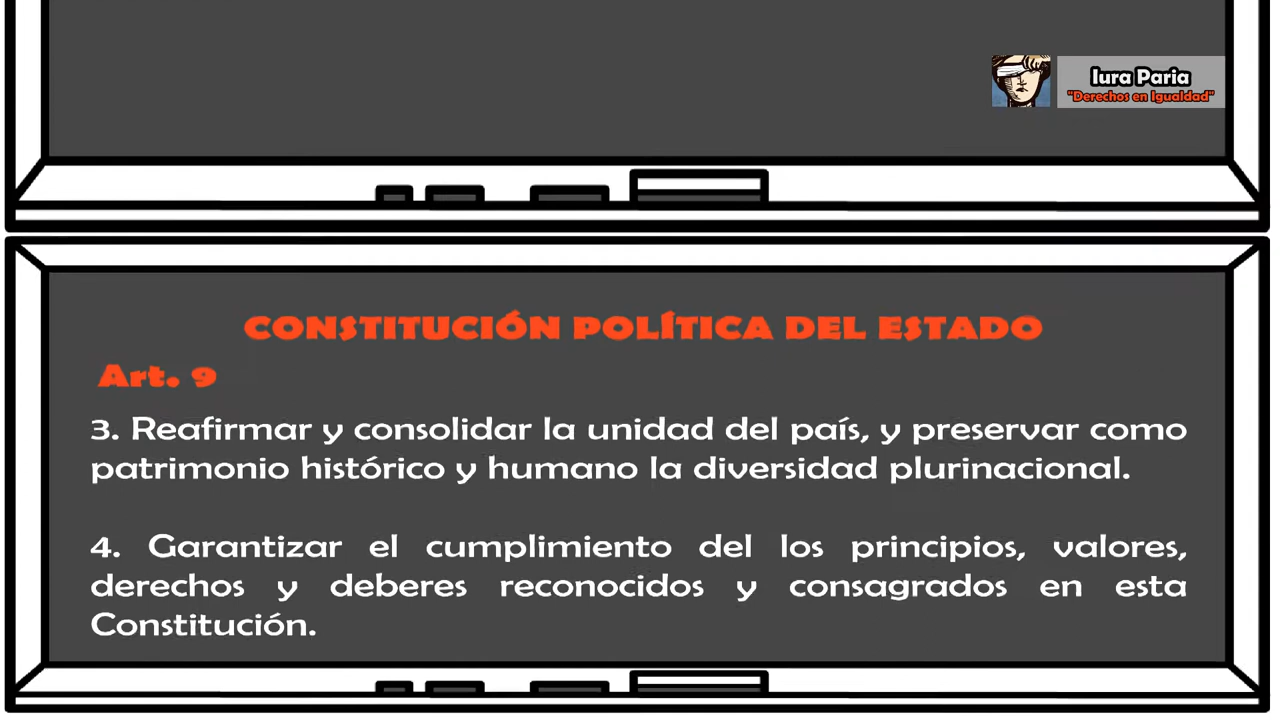 Iura Paria
"Derechos en Igualdad"
CONSTITUCIÓN POLÍTICA DEL ESTADO
Art. 9
3. Reafirmar y consolidar la unidad del país, y preservar como
patrimonio histórico y humano la diversidad plurinacional.
4. Garantizar el cumplimiento del los principios, valores,
derechos y deberes reconocidos y consagrados en esta
Constitución.